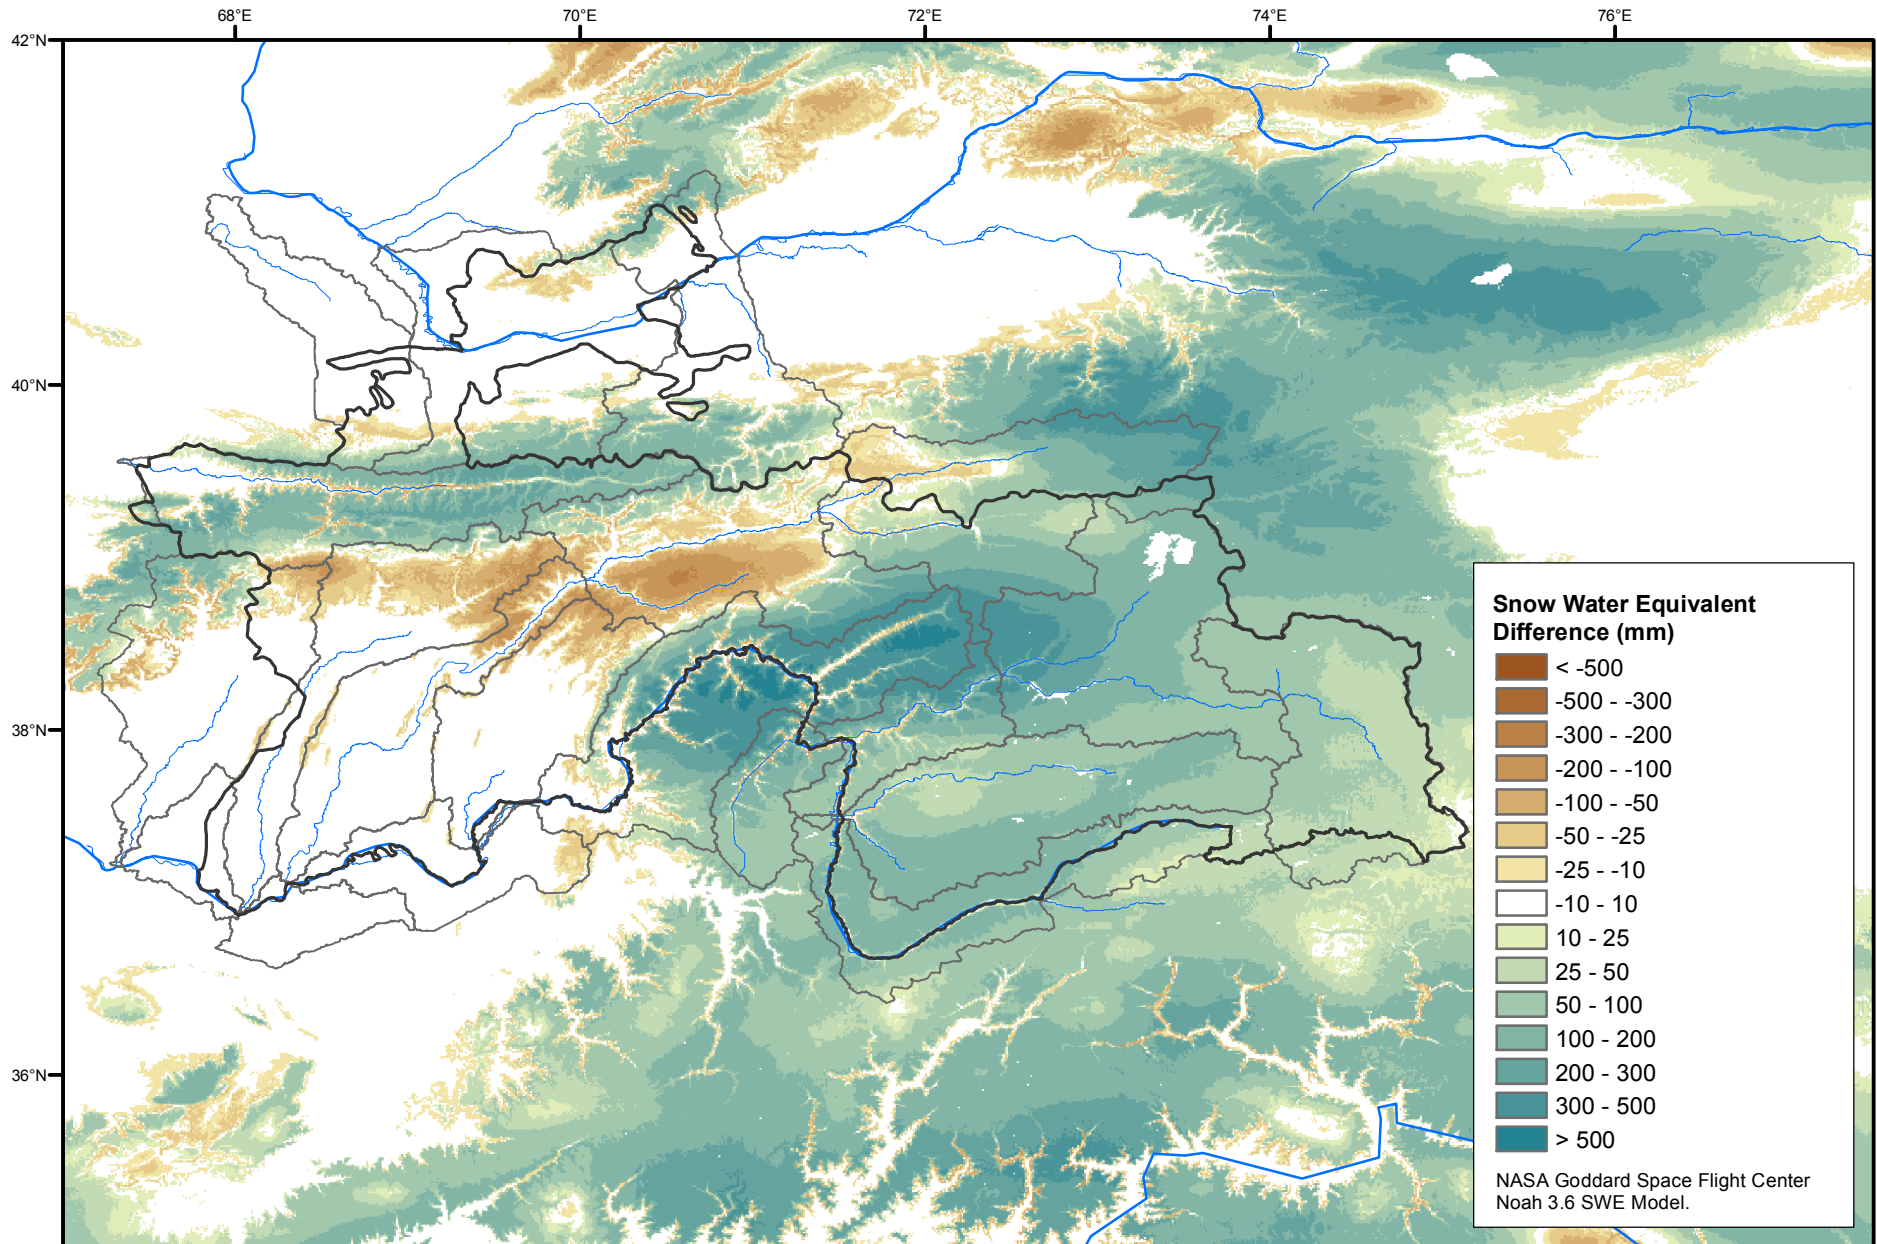 68°E
70°E
72°E
74°E
76°E
42°N
40°N
38°N
36°N
Snow Water Equivalent
Difference (mm)
< -500
-500 - -300
-300 - -200
-200 - -100
-100 - -50
-50 - -25
-25 - -10
-10 - 10
10 - 25
25 - 50
50 - 100
100 - 200
200 - 300
300 - 500
> 500
NASA Goddard Space Flight Center
Noah 3.6 SWE Model.